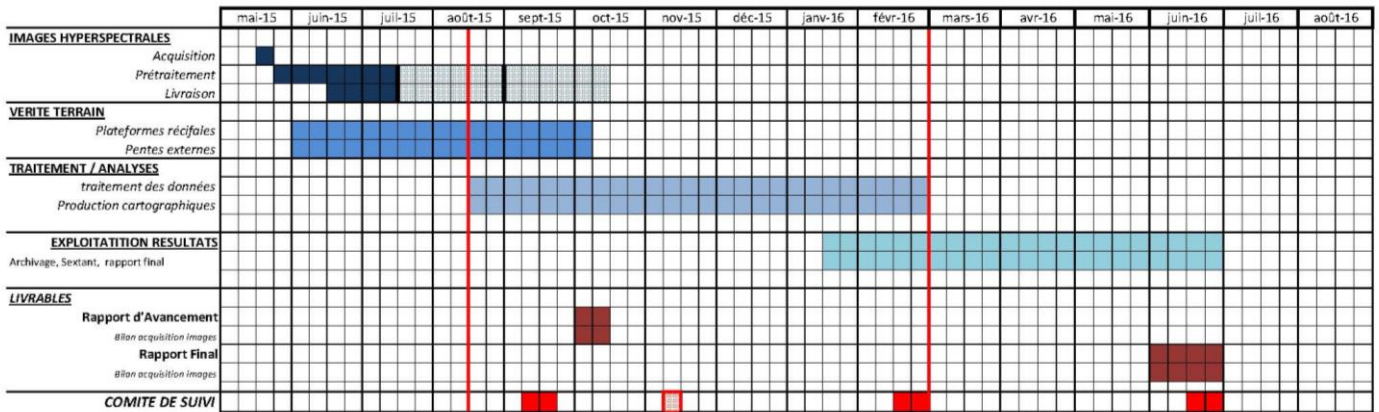 mai-15 juin-15 juil-15 août-15 sept-15 oct-15 nov-15 déc-15 janv-16 févr-16 mars-16 avr-16 mai-16 juin-16 juil-16 août-16
IMAGES HYPERSPECTRALES
Acquisition
Prétraitement
Livraison
VERITE TERRAIN
Plateformes récifales
Pentes externes
TRAITEMENT / ANALYSES
traitement des données
Production cartographiques
EXPLOITATITION RESULTATS
Archivage, Sextant, rapport final
LIVRABLES
Rapport d'Avancement
Bilan acquisition images
Rapport Final
Bilan acquisition images
COMITE DE SUIVI